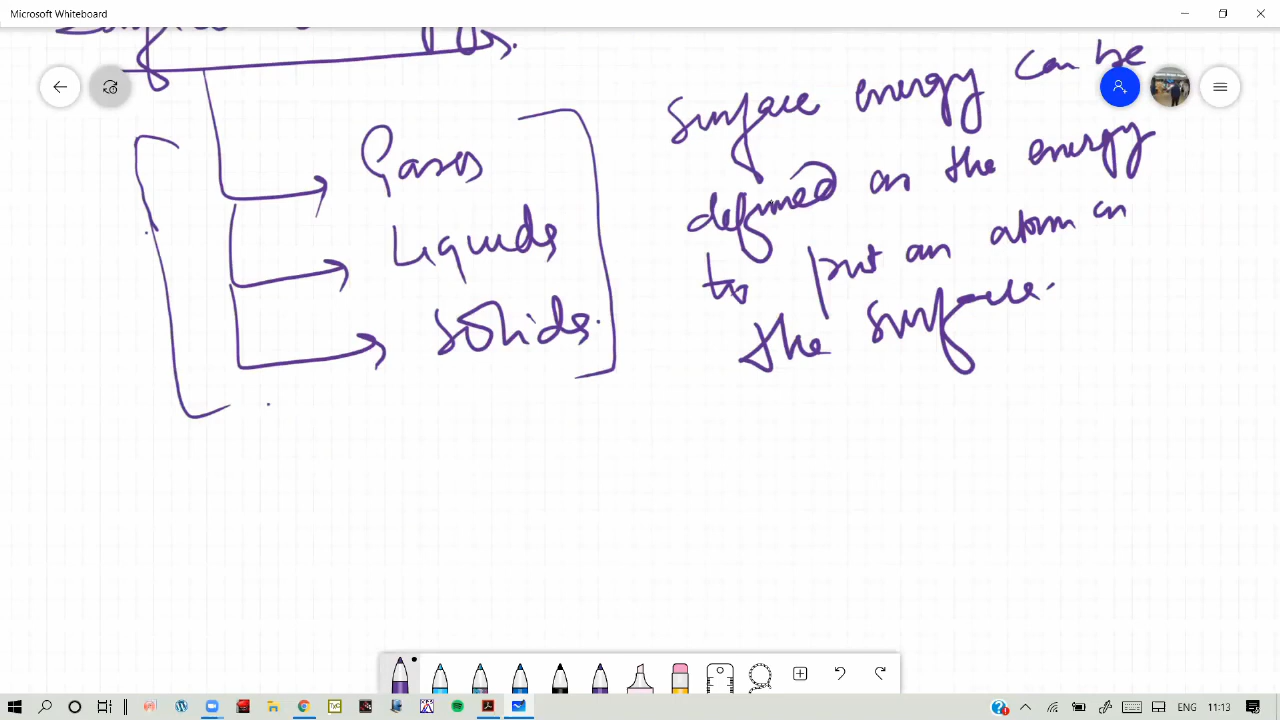 Microsoft Whiteboard
Gases
Liquids
Solids.
Surface energy can be
defined as the energy
to put an atom on
the surface.
ENG
11:13